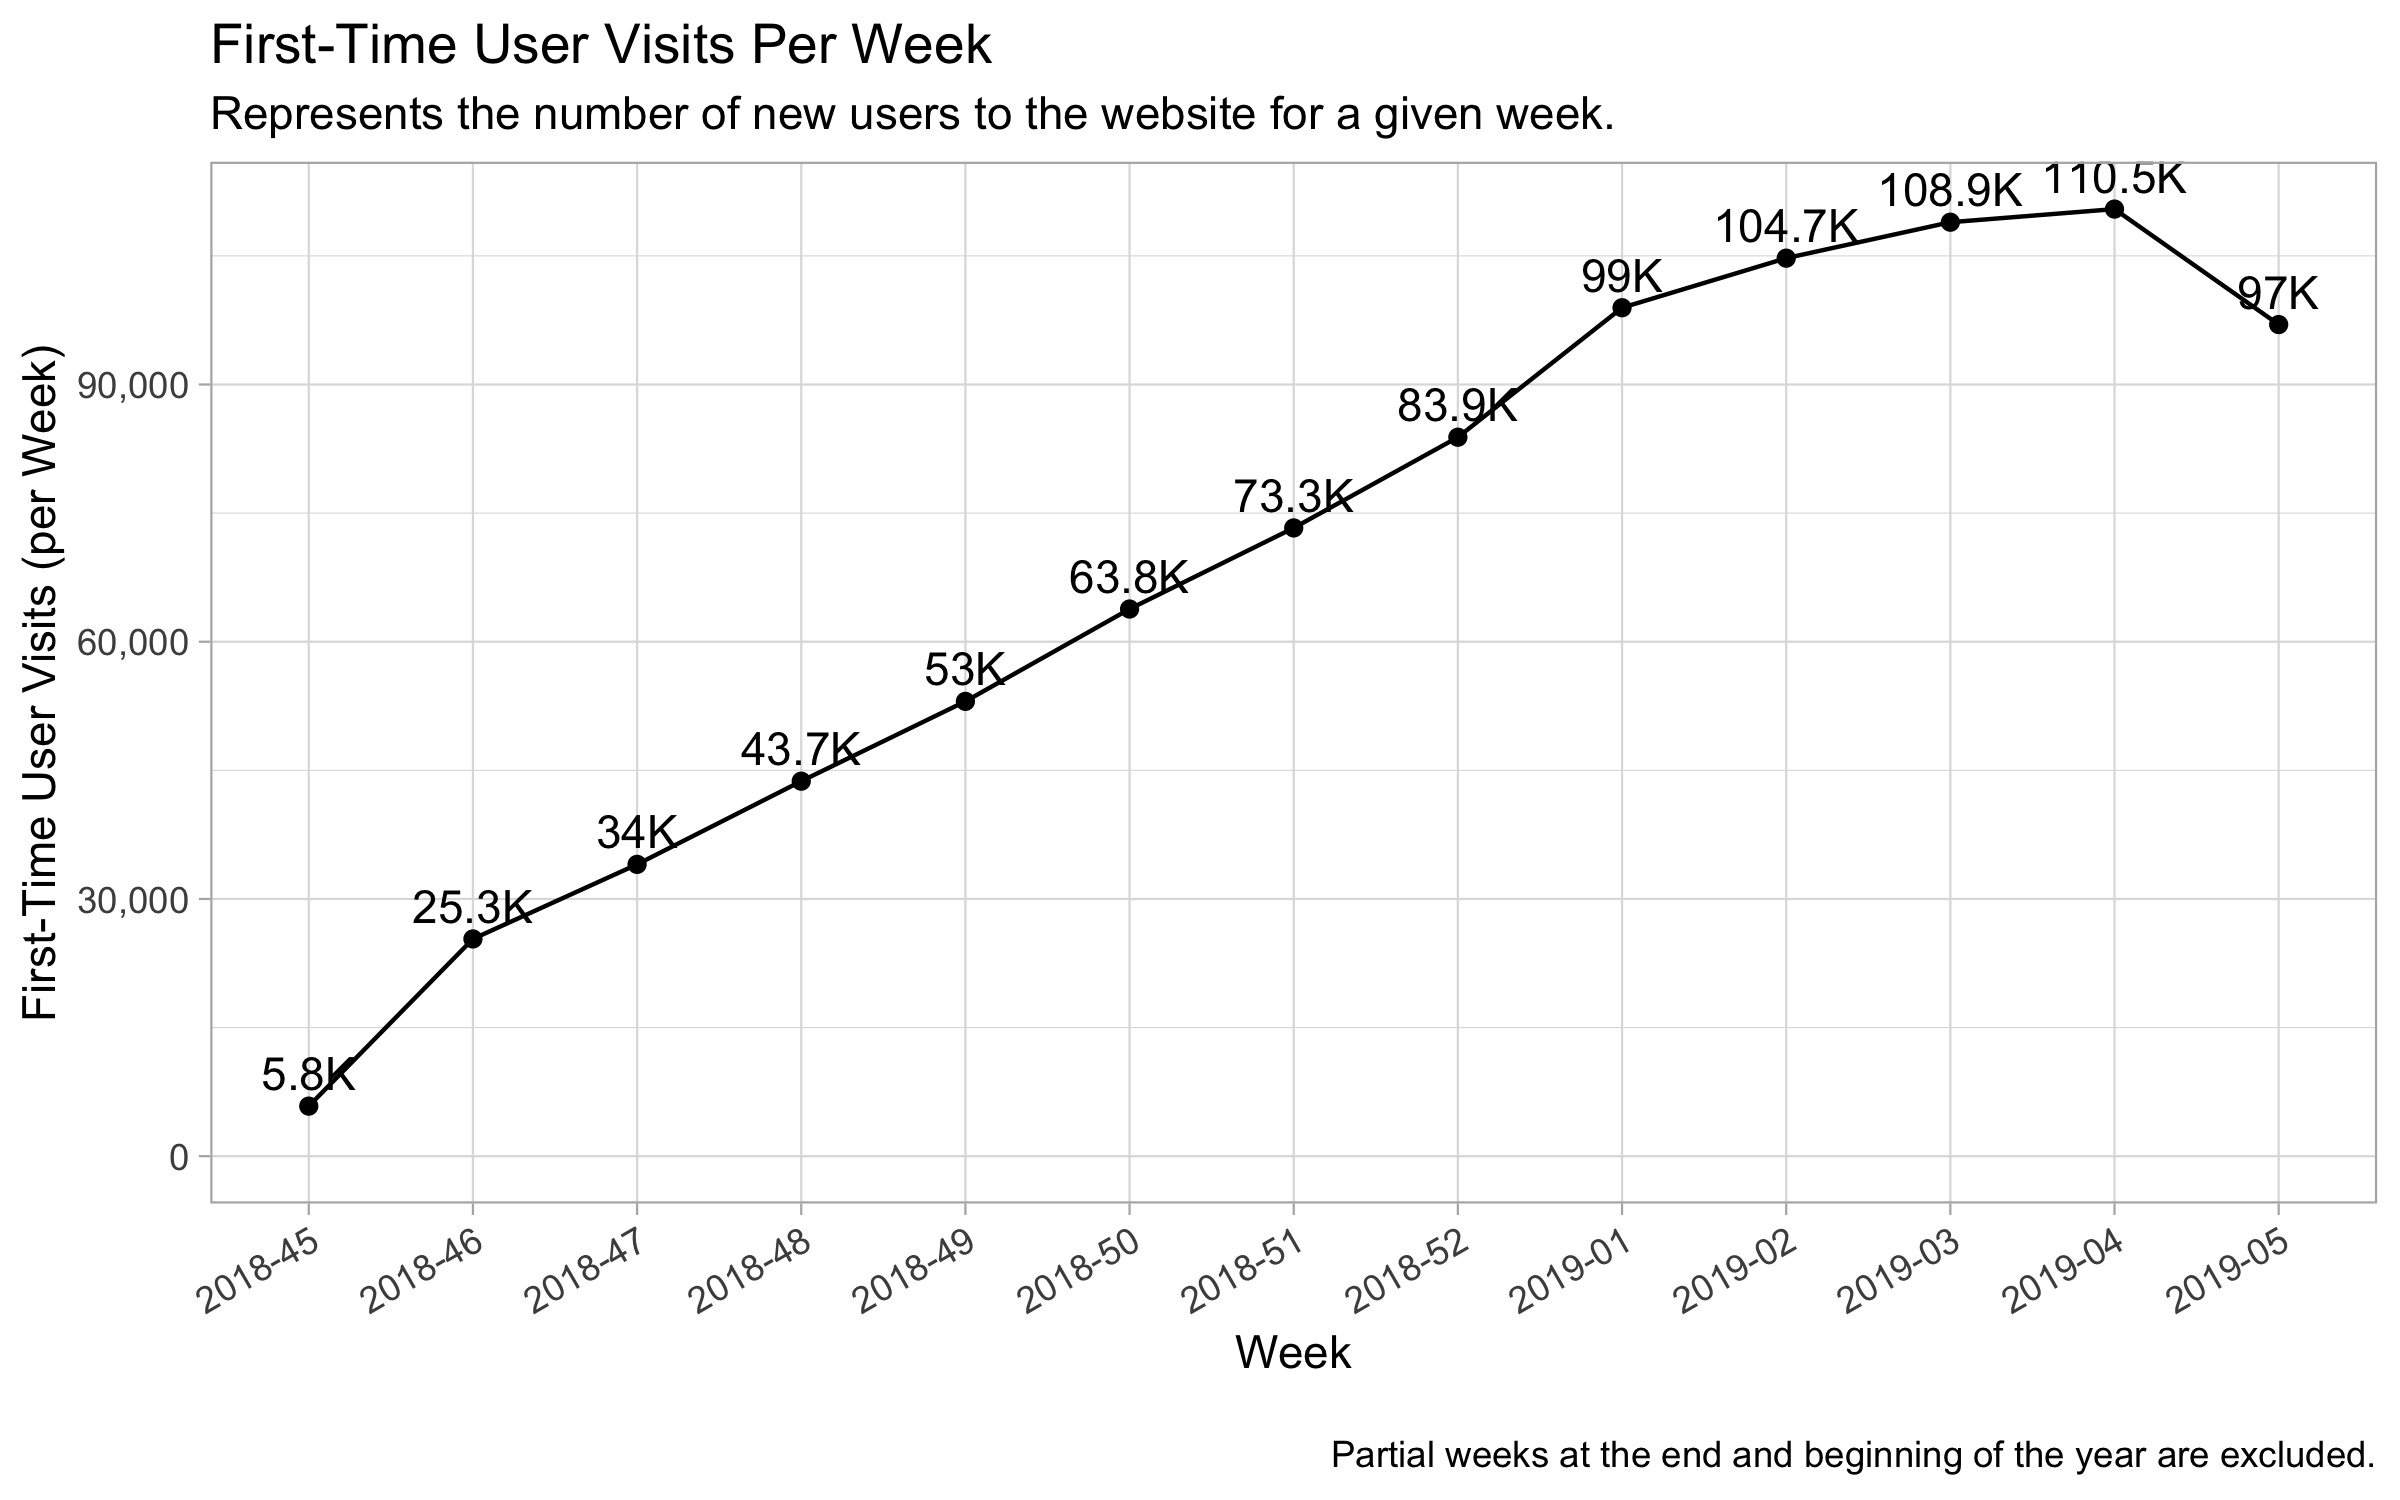 First-Time User Visits Per Week
Represents the number of new users to the website for a given week.
First-Time User Visits (per Week)
90,000
60,000
30,000
0
5.8K
25.3K
34K
43.7K
53K
63.8K
73.3K
83.9K
99K
104.7K
108.9K
110.5K
97K
2018-45
2018-46
2018-47
2018-48
2018-49
2018-50
2018-51
2018-52
2019-01
2019-02
2019-03
2019-04
2019-05
Week
Partial weeks at the end and beginning of the year are excluded.